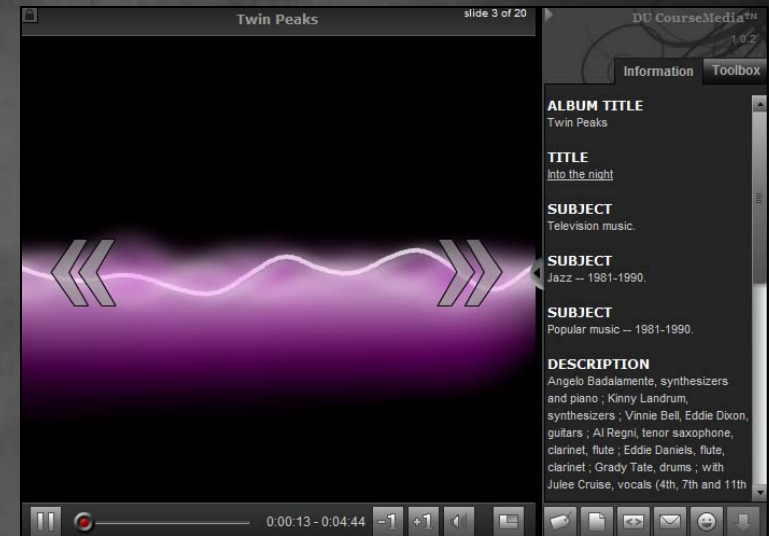 Twin Peaks
slide 3 of 20
DU CourseMedia™
1.0.2
Information
Toolbox
ALBUM TITLE
Twin Peaks
TITLE
Into the night
SUBJECT
Television music.
SUBJECT
Jazz -- 1981-1990.
SUBJECT
Popular music -- 1981-1990.
DESCRIPTION
Angelo Badalamente, synthesizers
and piano ; Kinny Landrum,
synthesizers ; Vinnie Bell, Eddie Dixon,
guitars ; Al Regni, tenor saxophone,
clarinet, flute ; Eddie Daniels, flute,
clarinet ; Grady Tate, drums ; with
Julee Cruise, vocals (4th, 7th and 11th
0:00:13 - 0:04:44
-1
+1